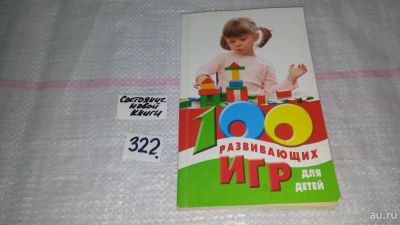 Состояние
новой
книги
322
100
РАЗВИВАЮЩИХ
ИГР
ДЛЯ
ДЕТЕЙ
au.ru